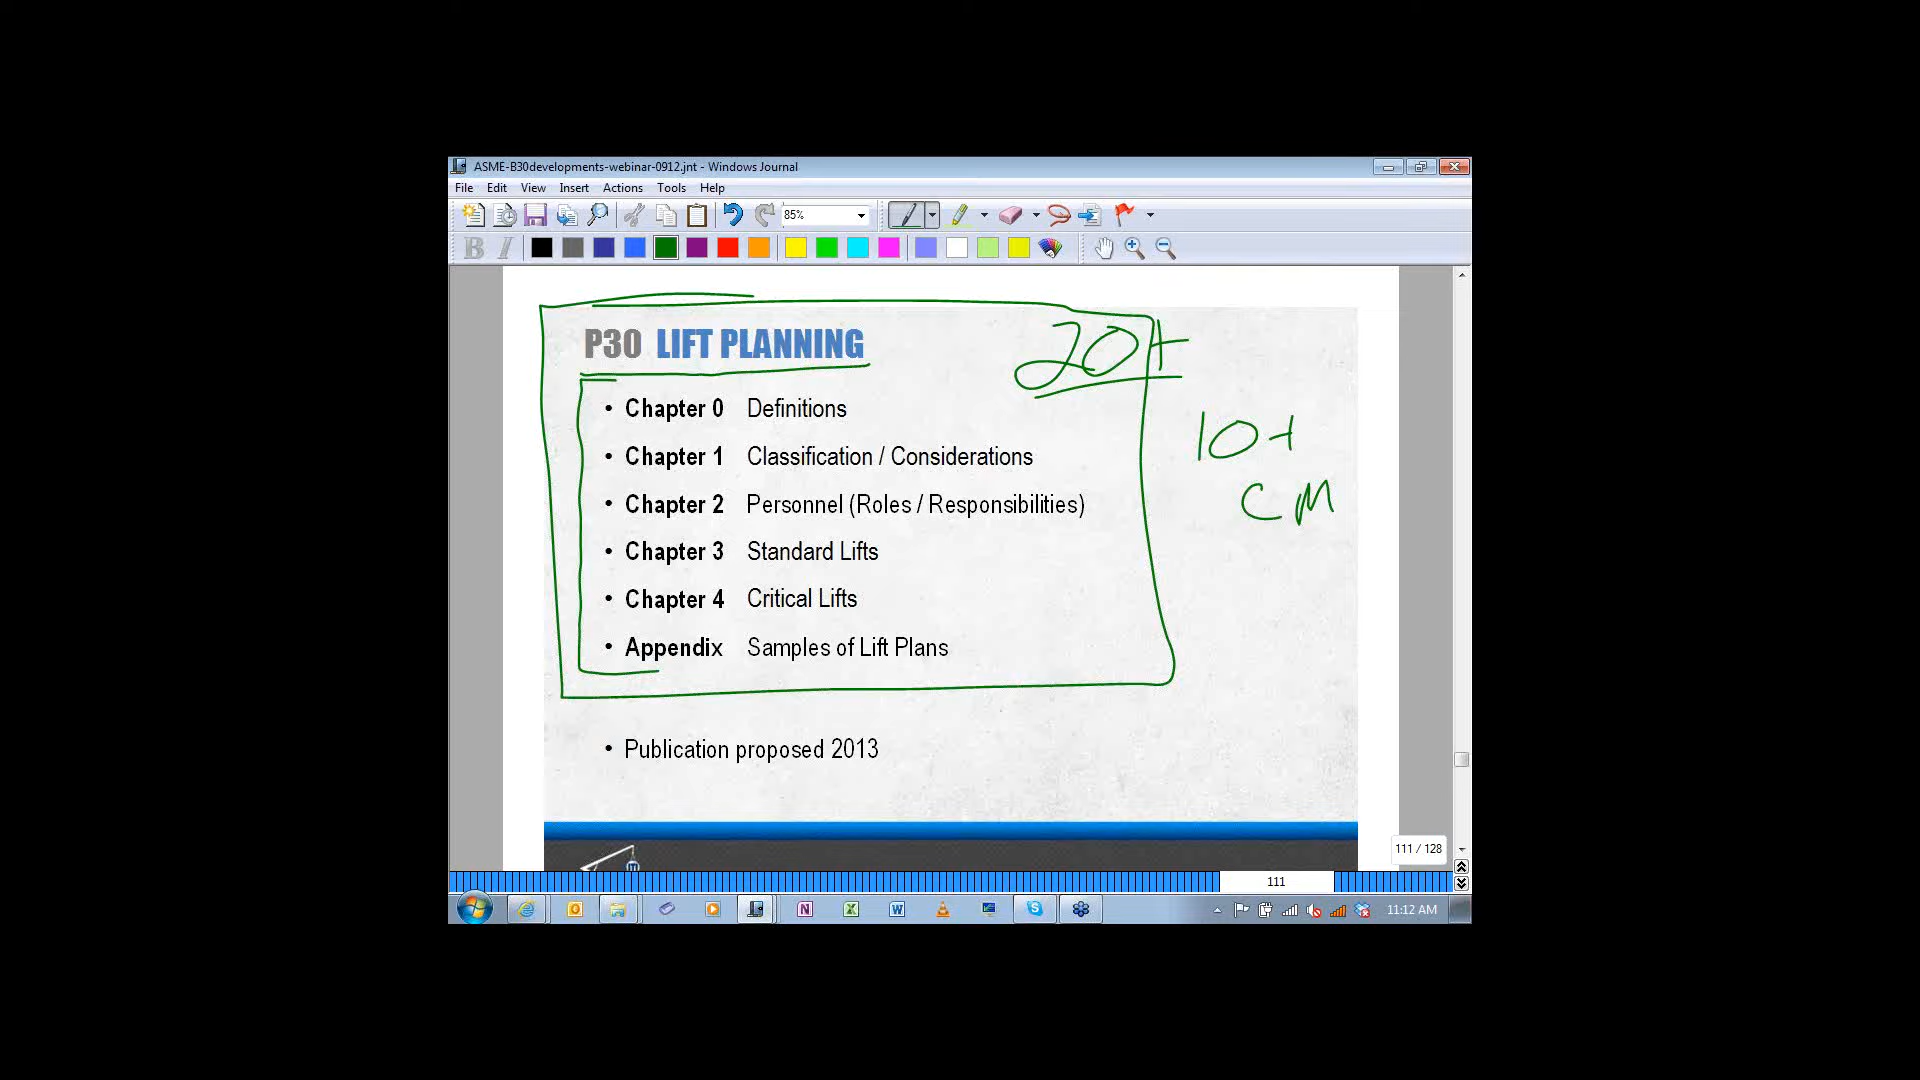 ASME-B30developments-webinar-0912.jnt - Windows Journal
File Edit View Insert Actions Tools Help
85%
B I
P30 LIFT PLANNING
20+
• Chapter 0 Definitions
10+
• Chapter 1 Classification / Considerations
CM
• Chapter 2 Personnel (Roles / Responsibilities)
• Chapter 3 Standard Lifts
• Chapter 4 Critical Lifts
• Appendix Samples of Lift Plans
• Publication proposed 2013
111 / 128
111
11:12 AM